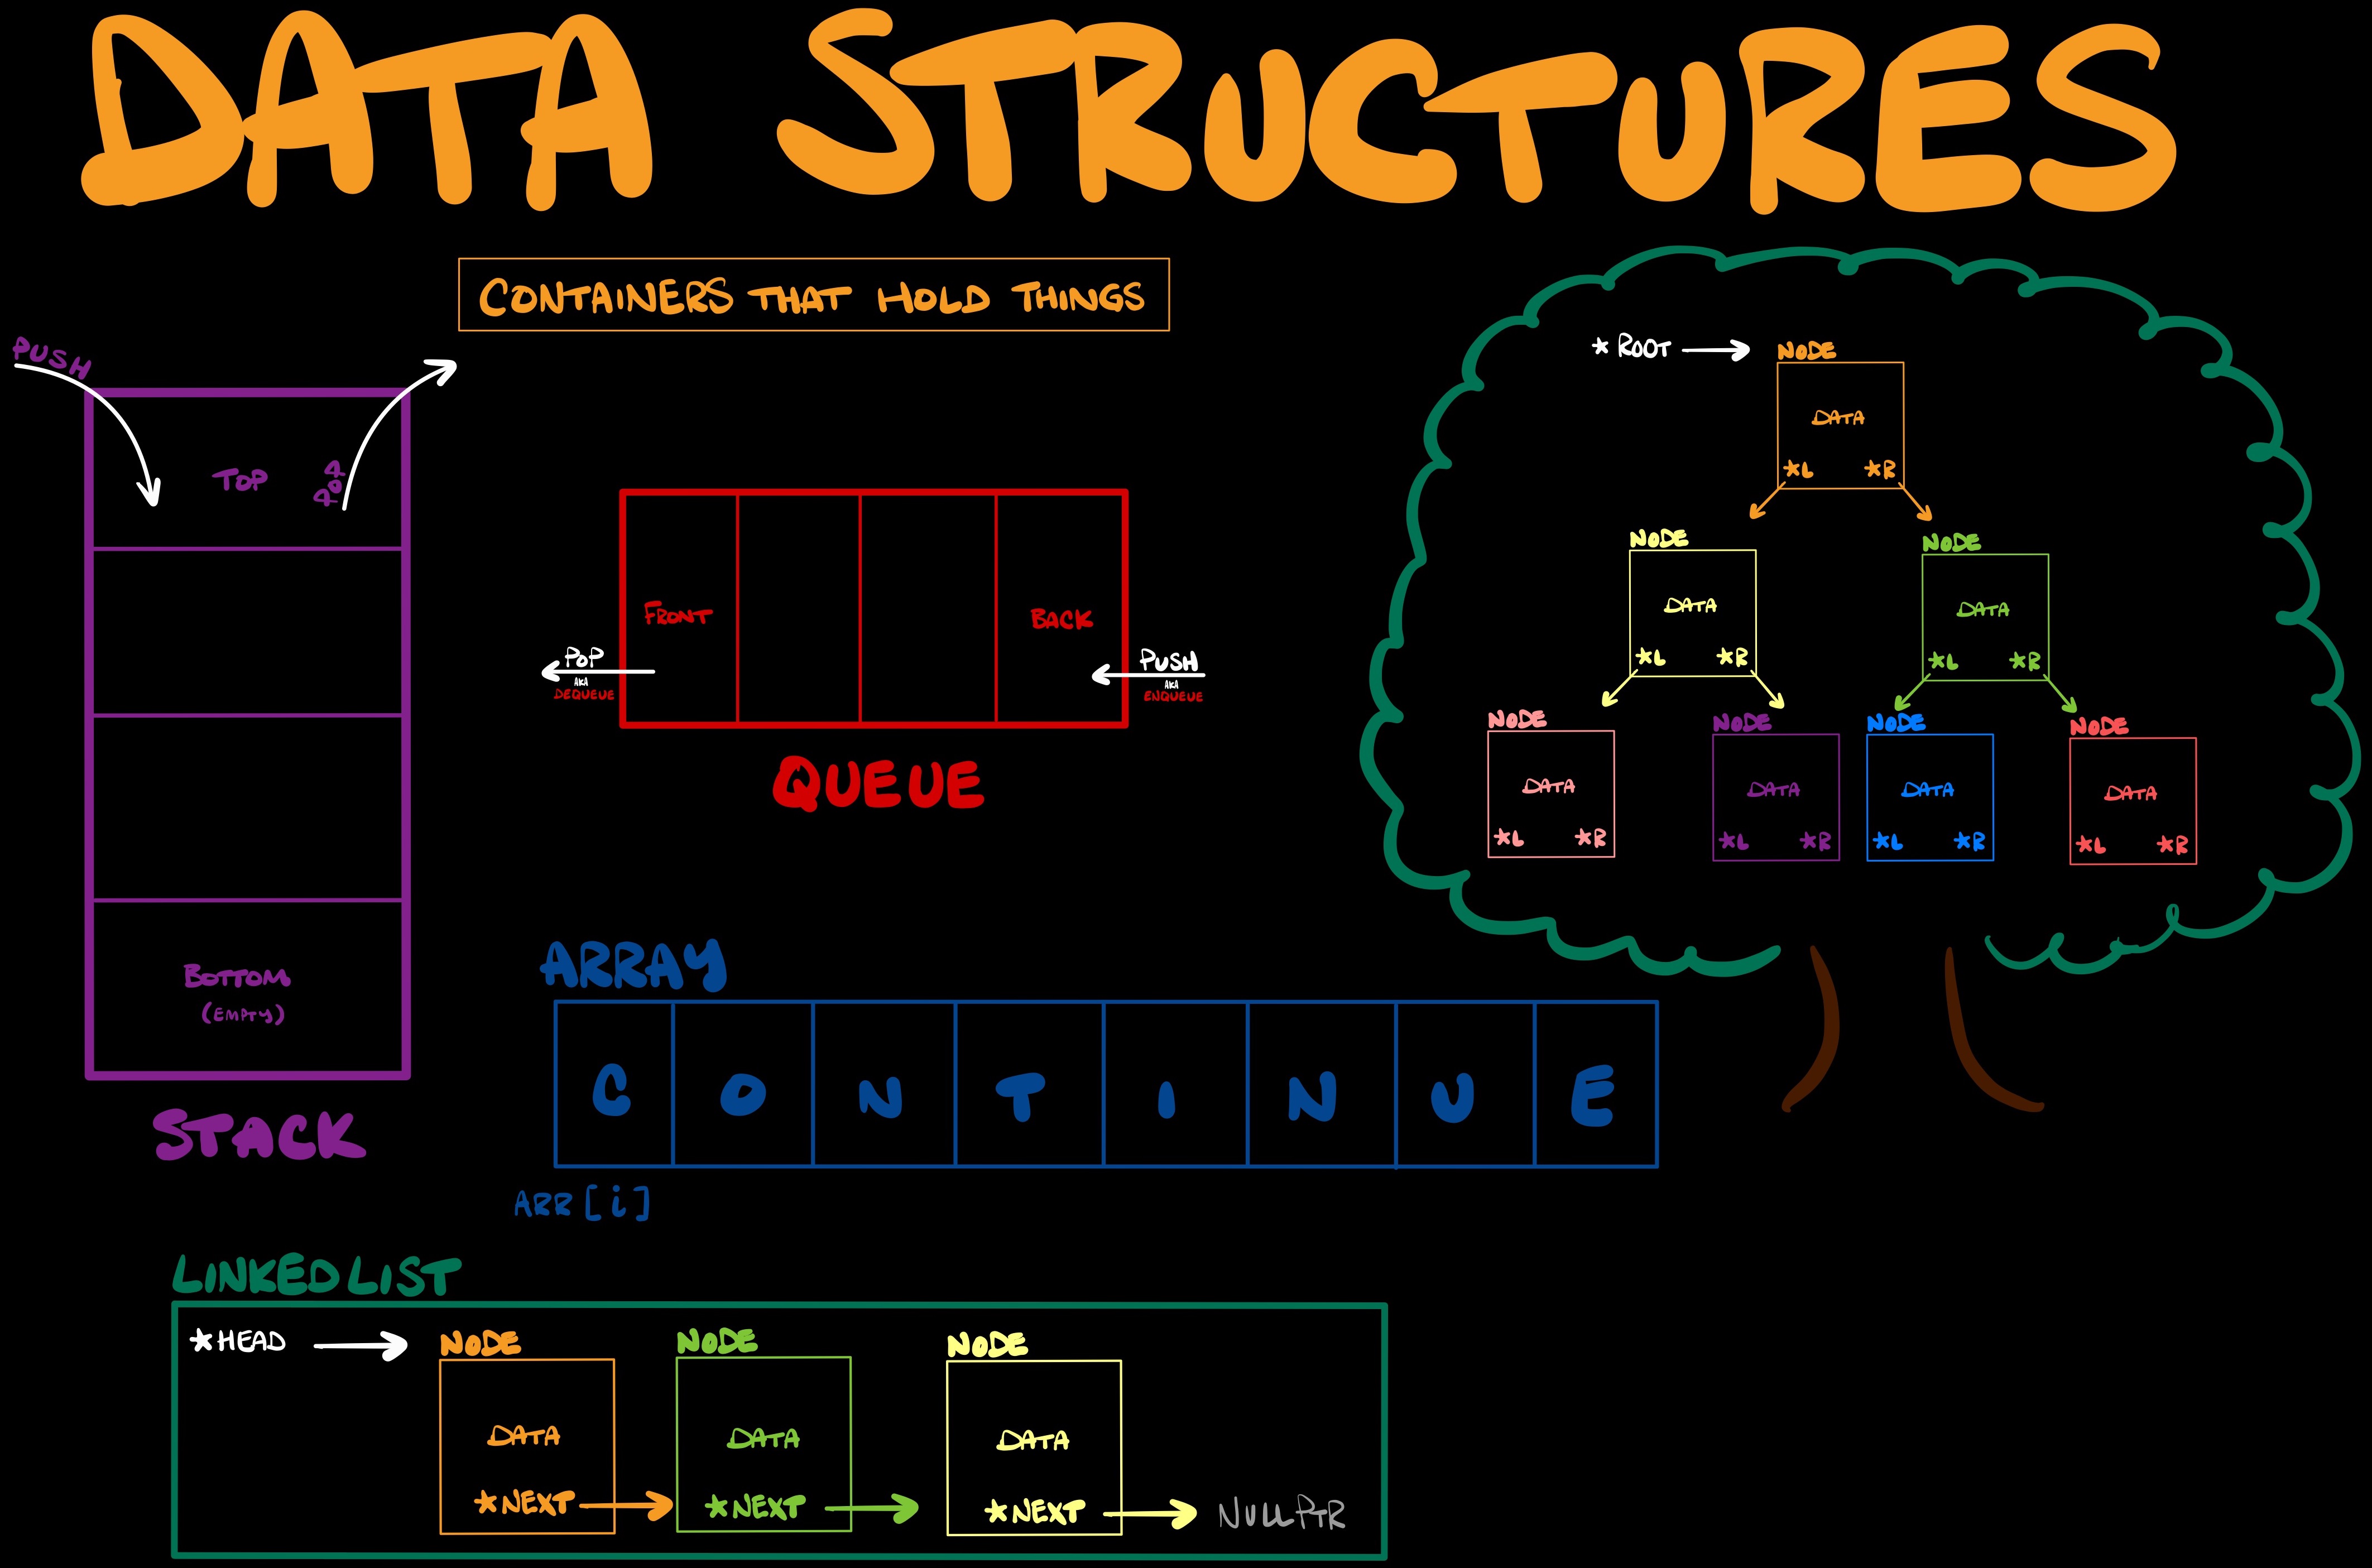 DATA STRUCTURES
CONTAINERS THAT HOLD THINGS
PUSH
TOP
POP
BOTTOM
(EMPTY)
STACK
FRONT
BACK
POP
AKA
DEQUEUE
PUSH
AKA
ENQUEUE
QUEUE
*ROOT
NODE
DATA
*L *R
NODE
DATA
*L *R
NODE
DATA
*L *R
NODE
DATA
*L *R
NODE
DATA
*L *R
NODE
DATA
*L *R
NODE
DATA
*L *R
ARRAY
C O N T I N U E
ARR[i]
LINKED LIST
*HEAD
NODE
DATA
*NEXT
NODE
DATA
*NEXT
NODE
DATA
*NEXT
NULLPTR